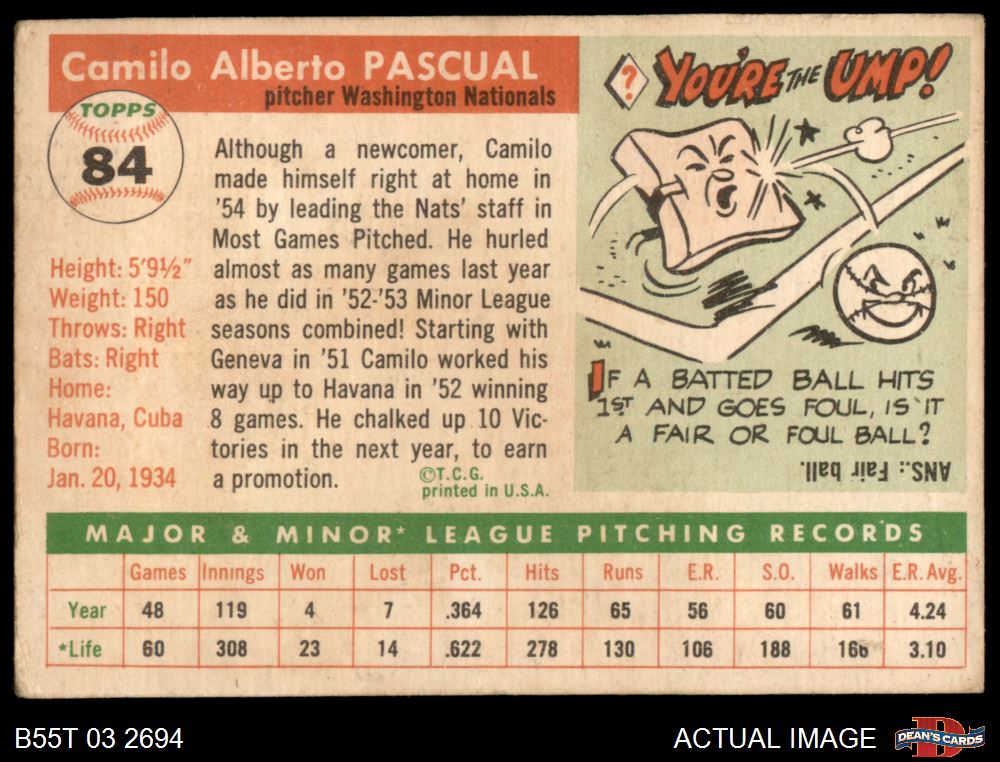 Camilo Alberto PASCUAL
pitcher Washington Nationals
TOPPS
84
Height: 5'9½"
Weight: 150
Throws: Right
Bats: Right
Home:
Havana, Cuba
Born:
Jan. 20, 1934
Although a newcomer, Camilo
made himself right at home in
'54 by leading the Nats' staff in
Most Games Pitched. He hurled
almost as many games last year
as he did in '52-'53 Minor League
seasons combined! Starting with
Geneva in '51 Camilo worked his
way up to Havana in '52 winning
8 games. He chalked up 10 Vic-
tories in the next year, to earn
a promotion.
©T.C.G.
printed in U.S.A.
? YOU'RE THE UMP!
IF A BATTED BALL HITS
1ST AND GOES FOUL, IS IT
A FAIR OR FOUL BALL?
ANS.: Fair ball.
MAJOR & MINOR* LEAGUE PITCHING RECORDS
Games Innings Won Lost Pct. Hits Runs E.R. S.O. Walks E.R. Avg.
Year 48 119 4 7 .364 126 65 56 60 61 4.24
*Life 60 308 23 14 .622 278 130 106 188 166 3.10
B55T 03 2694
ACTUAL IMAGE
D
DEAN'S CARDS